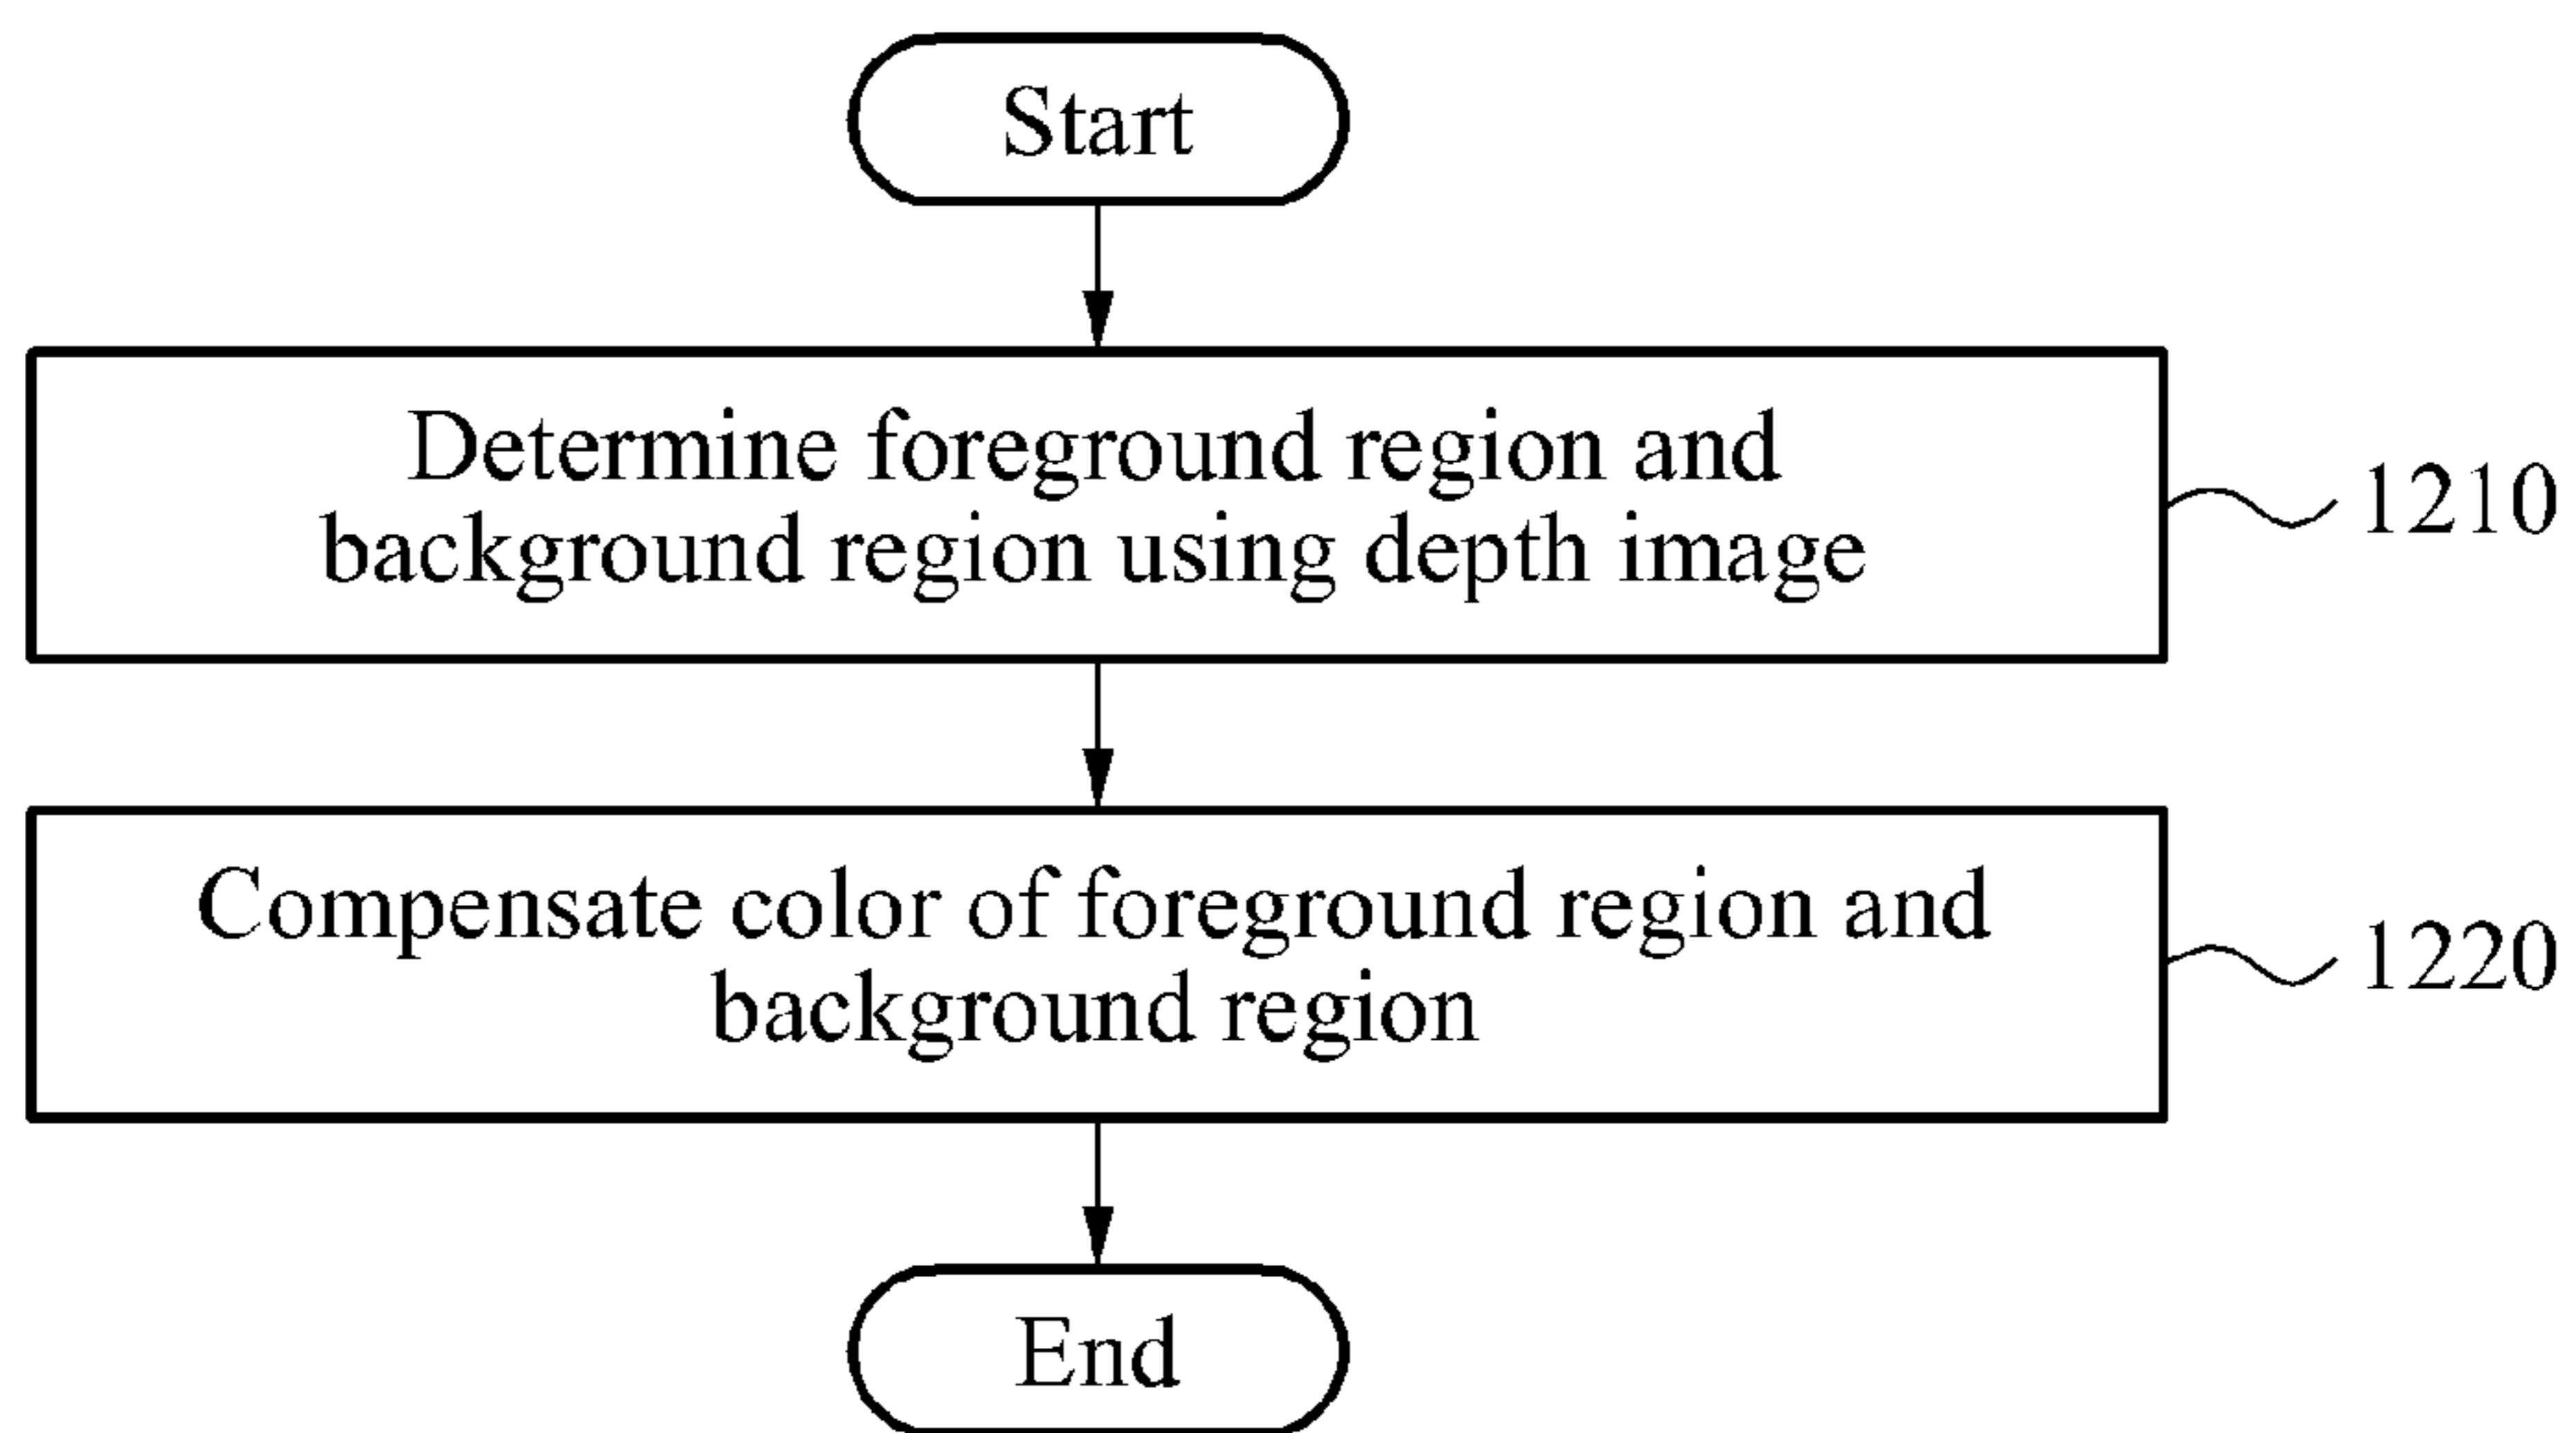 Start
Determine foreground region and
background region using depth image
1210
Compensate color of foreground region and
background region
1220
End